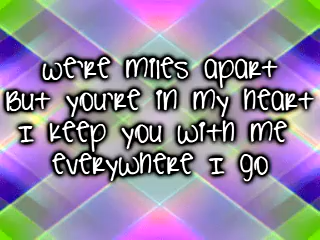 We're miles apart
But you're in my heart
I keep you with me
everywhere I go